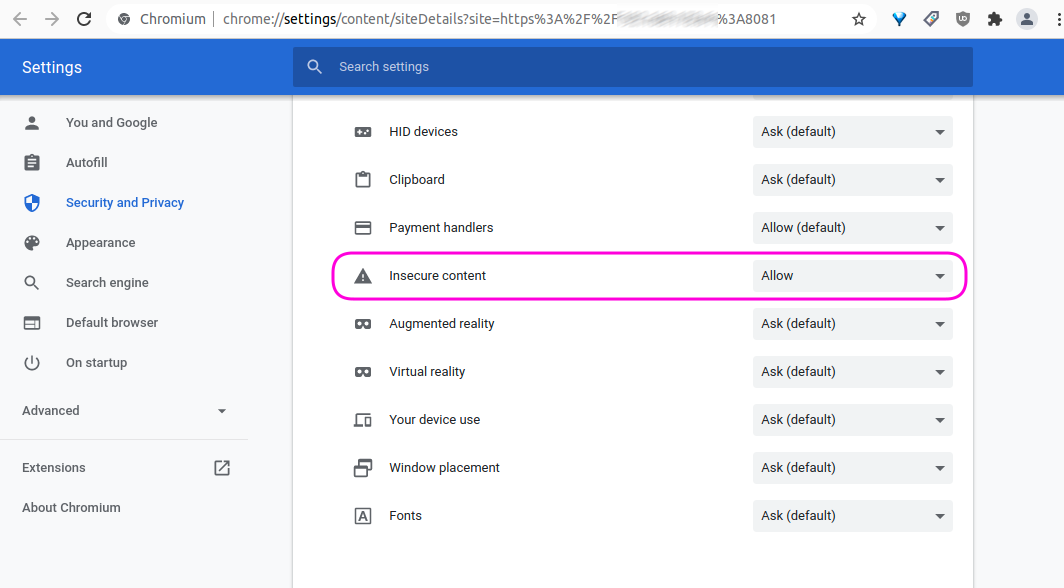 Chromium | chrome://settings/content/siteDetails?site=https%3A%2F%2F %3A8081
Settings
Search settings
You and Google
Autofill
Security and Privacy
Appearance
Search engine
Default browser
On startup
Advanced
Extensions
About Chromium
HID devices Ask (default)
Clipboard Ask (default)
Payment handlers Allow (default)
Insecure content Allow
Augmented reality Ask (default)
Virtual reality Ask (default)
Your device use Ask (default)
Window placement Ask (default)
Fonts Ask (default)